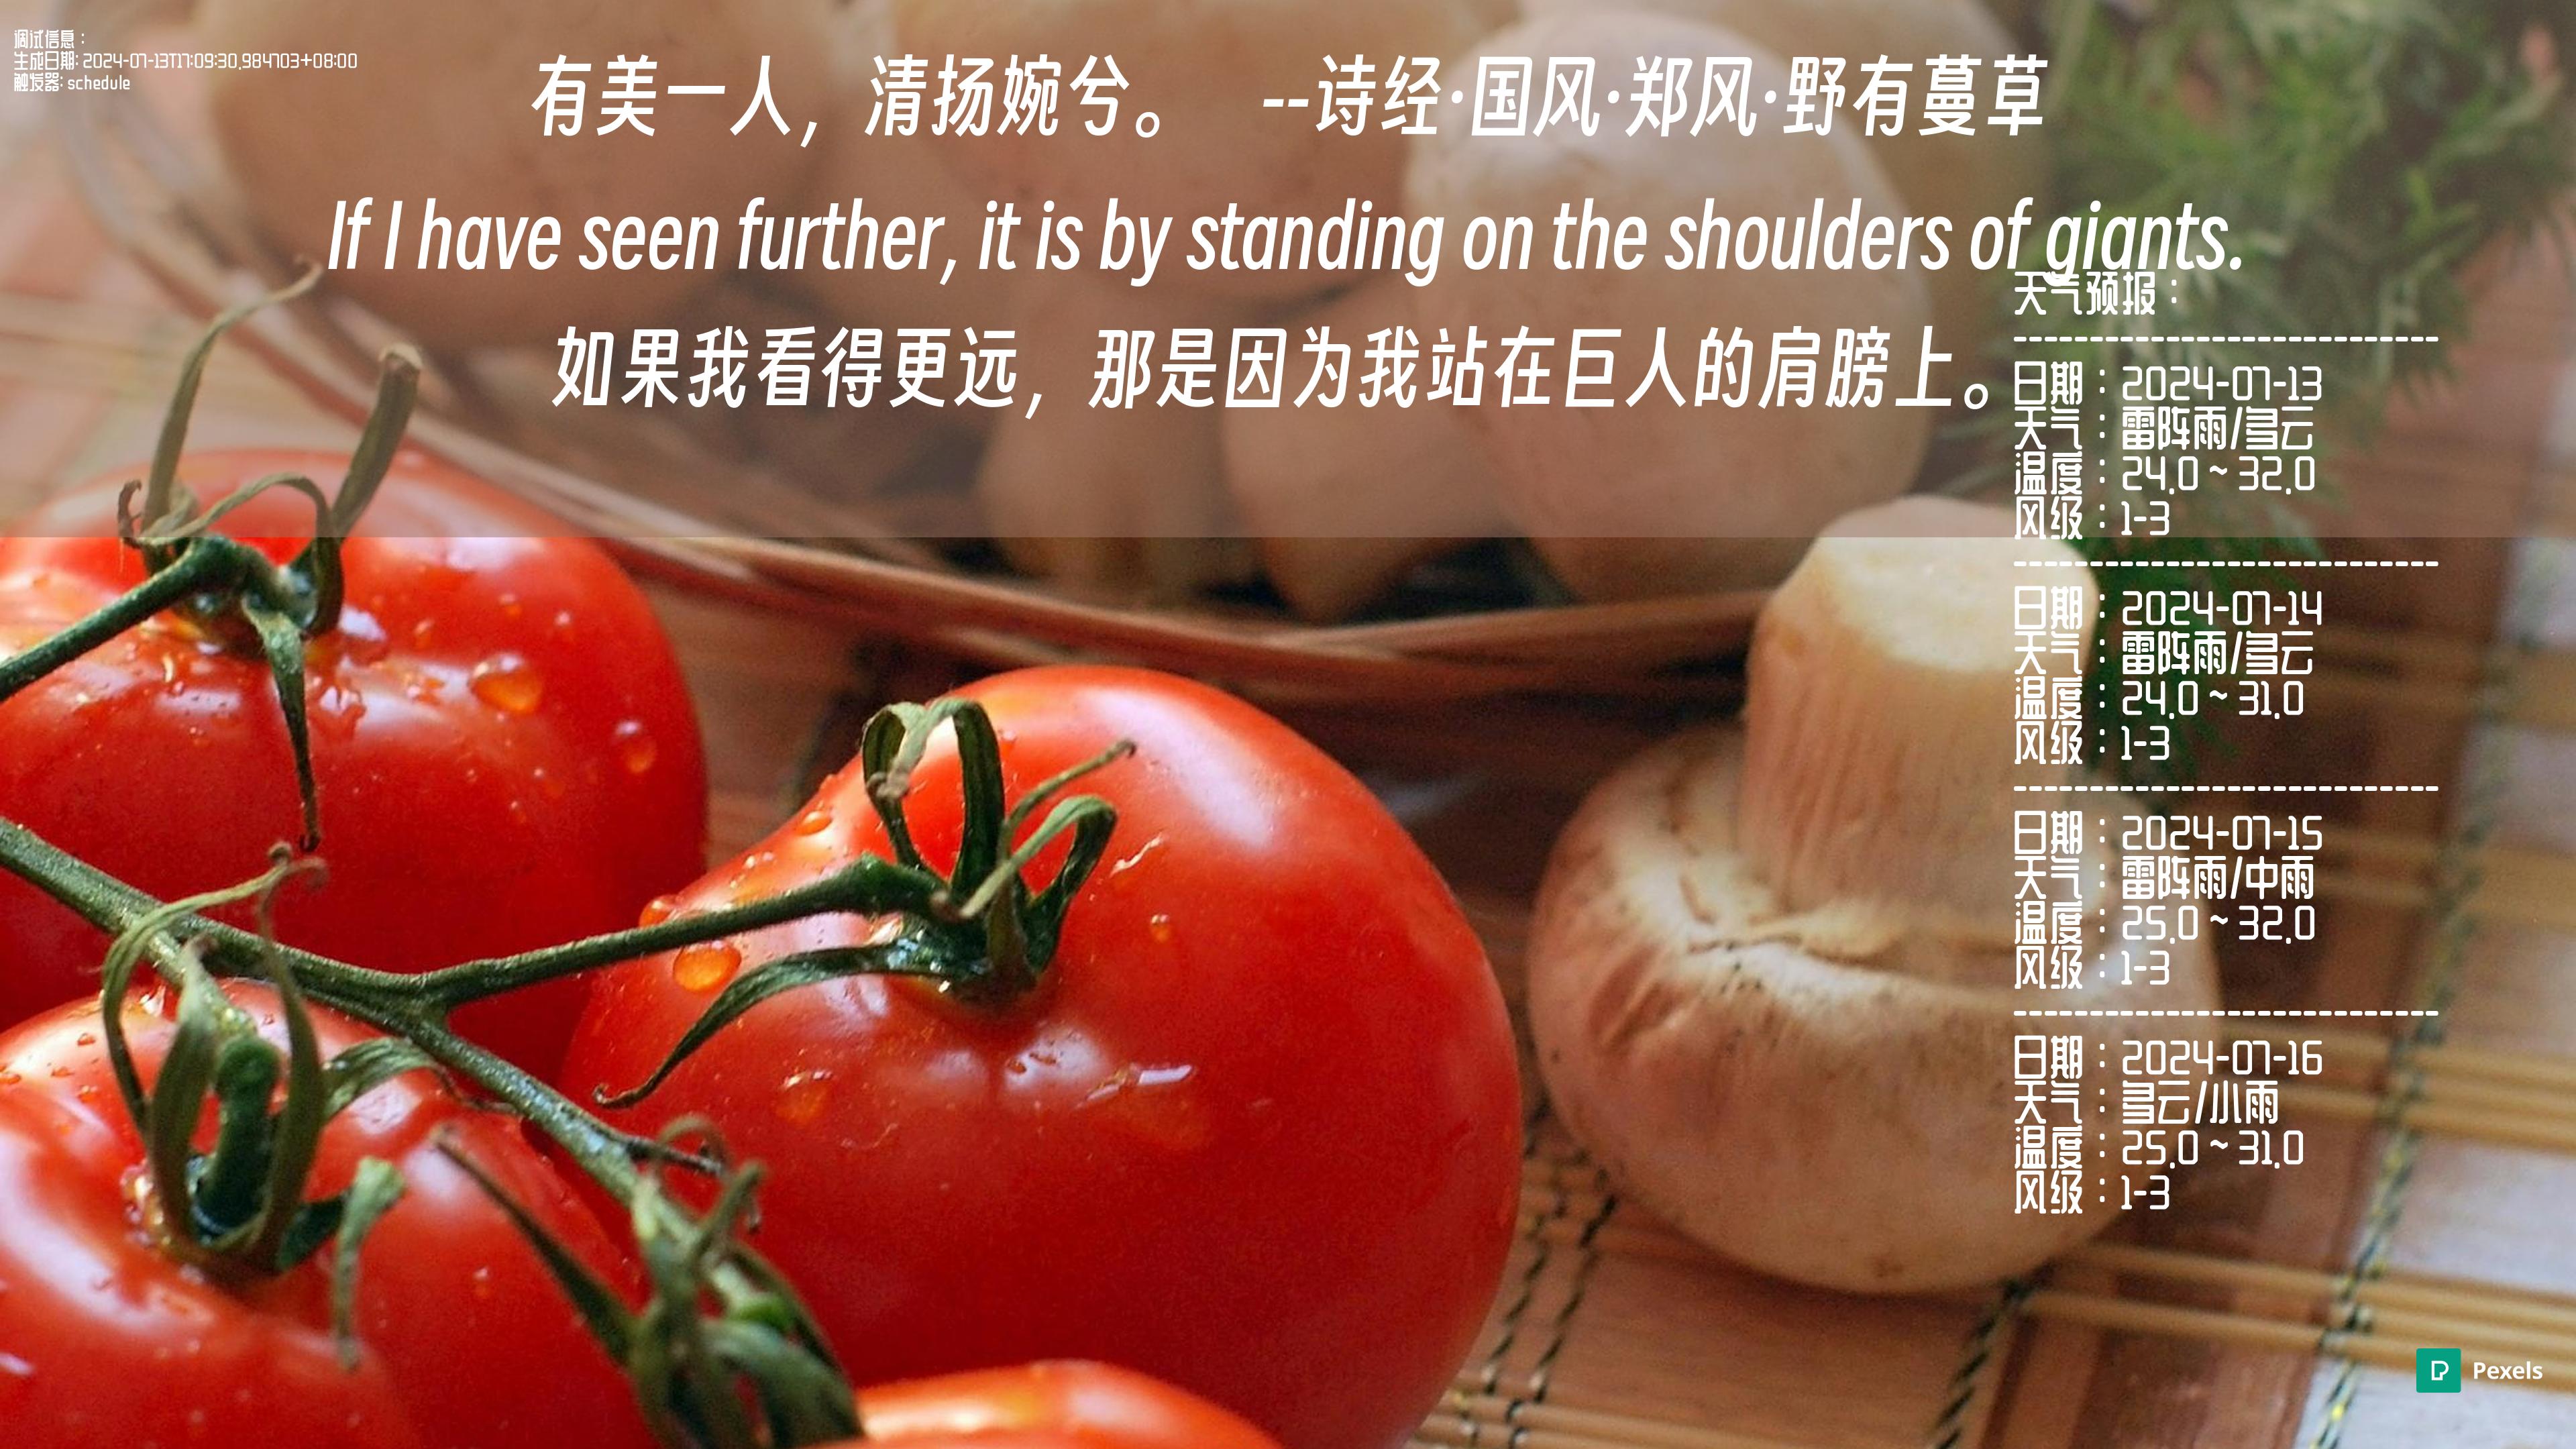 调试信息：
生成日期: 2024-07-13T17:09:30.984703+08:00
触发器: schedule
有美一人，清扬婉兮。 --诗经·国风·郑风·野有蔓草
If I have seen further, it is by standing on the shoulders of giants.
如果我看得更远，那是因为我站在巨人的肩膀上。
天气预报：
----------------------------
日期：2024-07-13
天气：雷阵雨/多云
温度：24.0 ~ 32.0
风级：1-3
----------------------------
日期：2024-07-14
天气：雷阵雨/多云
温度：24.0 ~ 31.0
风级：1-3
----------------------------
日期：2024-07-15
天气：雷阵雨/中雨
温度：25.0 ~ 32.0
风级：1-3
----------------------------
日期：2024-07-16
天气：多云/小雨
温度：25.0 ~ 31.0
风级：1-3
Pexels